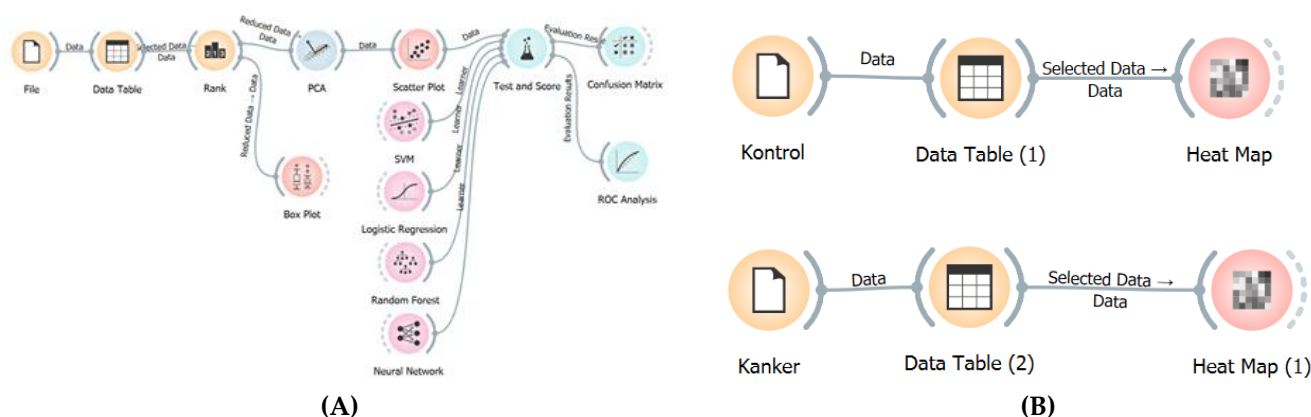 Data
Selected Data →
Data
Reduced Data →
Data
Data
Data
Evaluation Resu
File
Data Table
Rank
PCA
Scatter Plot
Test and Score
Confusion Matrix
Learner
Learner
Learner
Learner
Reduced Data → Data
Evaluation Results
SVM
Box Plot
ROC Analysis
Logistic Regression
Random Forest
Neural Network
(A)
Data
Selected Data →
Data
Kontrol
Data Table (1)
Heat Map
Data
Selected Data →
Data
Kanker
Data Table (2)
Heat Map (1)
(B)